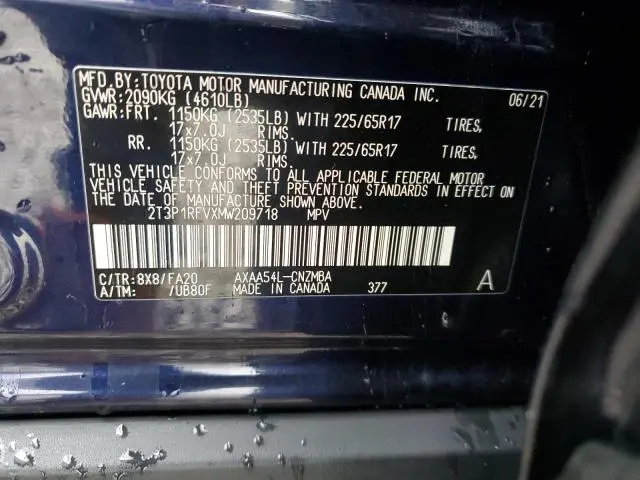 MFD.BY:TOYOTA MOTOR MANUFACTURING CANADA INC. 06/21
GVWR:2090KG (4610LB)
GAWR:FRT. 1150KG (2535LB) WITH 225/65R17 TIRES,
17x7.0J RIMS.
RR. 1150KG (2535LB) WITH 225/65R17 TIRES,
17x7.0J RIMS.
THIS VEHICLE CONFORMS TO ALL APPLICABLE FEDERAL MOTOR
VEHICLE SAFETY AND THEFT PREVENTION STANDARDS IN EFFECT ON
THE DATE OF MANUFACTURE SHOWN ABOVE.
2T3P1RFVXMW209718 MPV
C/TR:8X8/FA20 AXAA54L-CNZMBA
A/TM: /UB80F MADE IN CANADA 377 A